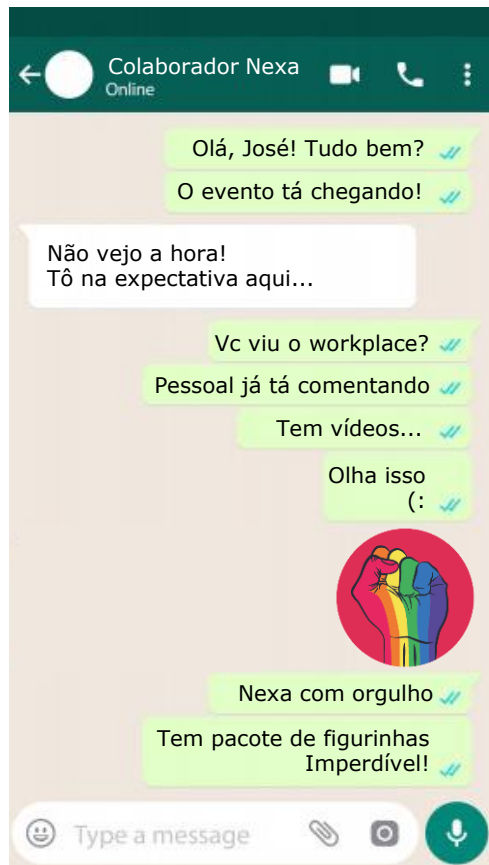 Colaborador Nexa
Online
Olá, José! Tudo bem?
O evento tá chegando!
Não vejo a hora!
Tô na expectativa aqui...
Vc viu o workplace?
Pessoal já tá comentando
Tem vídeos...
Olha isso
(:
Nexa com orgulho
Tem pacote de figurinhas
Imperdível!
Type a message